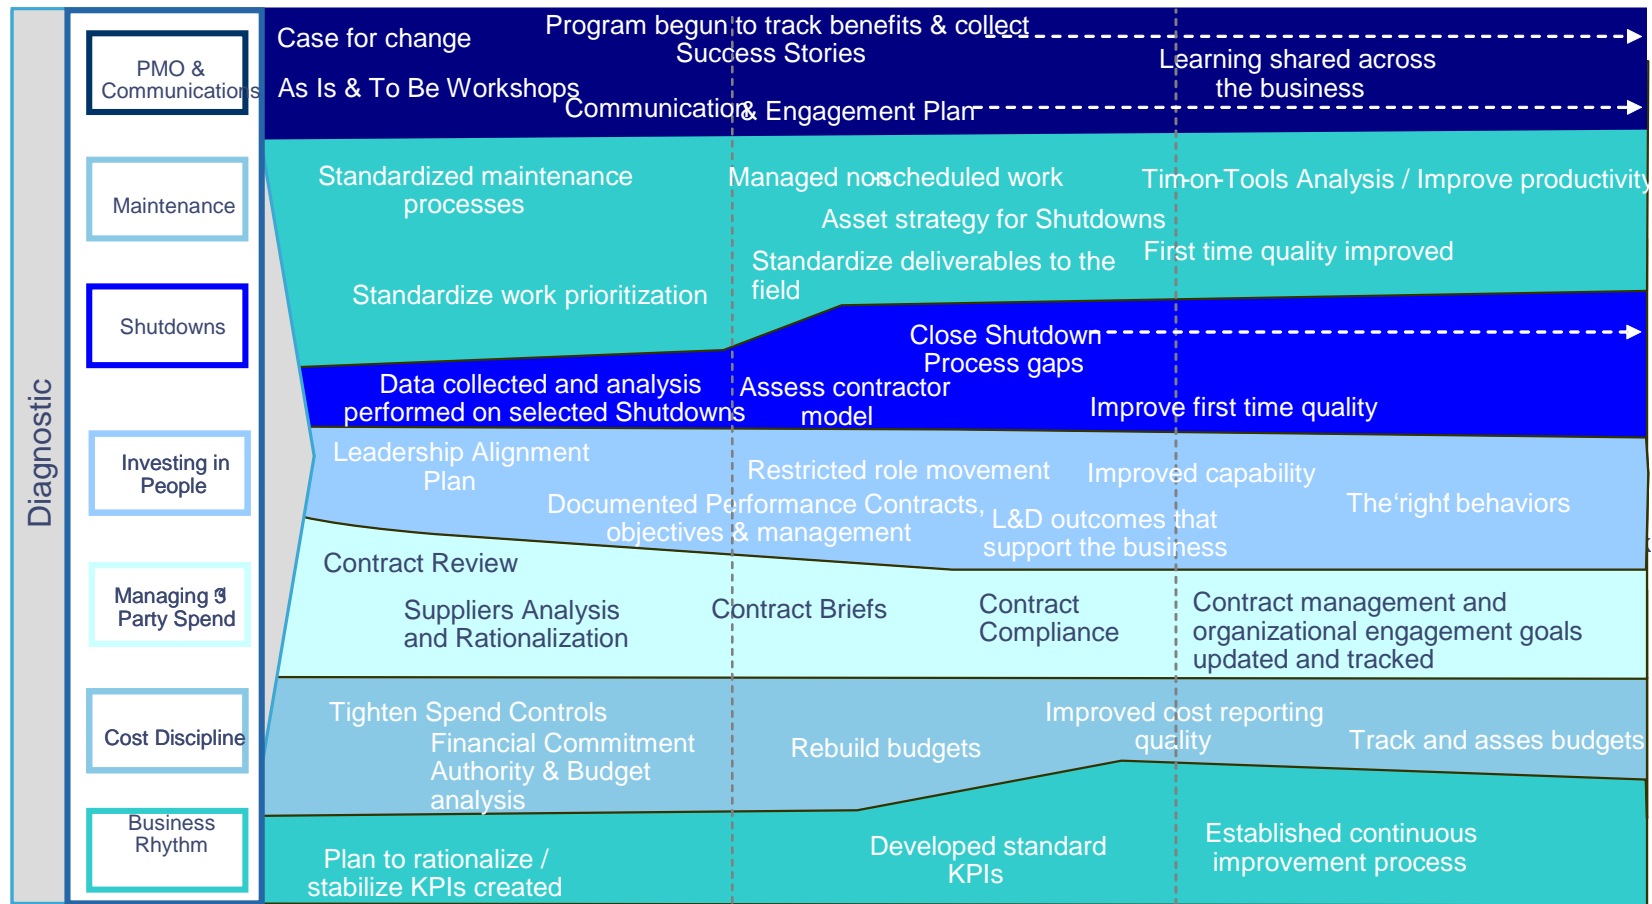 Diagnostic
PMO &
Communications
Case for change
As Is & To Be Workshops
Program begun to track benefits & collect
Success Stories
Communication & Engagement Plan
Learning shared across
the business
Maintenance
Standardized maintenance
processes
Standardize work prioritization
Managed non-scheduled work
Asset strategy for Shutdowns
Standardize deliverables to the
field
Tim-on-Tools Analysis / Improve productivity
First time quality improved
Shutdowns
Data collected and analysis
performed on selected Shutdowns
Assess contractor
model
Close Shutdown
Process gaps
Improve first time quality
Investing in
People
Leadership Alignment
Plan
Documented Performance Contracts,
objectives & management
Restricted role movement
L&D outcomes that
support the business
Improved capability
The ‘right’ behaviors
Managing 3rd
Party Spend
Contract Review
Suppliers Analysis
and Rationalization
Contract Briefs
Contract
Compliance
Contract management and
organizational engagement goals
updated and tracked
Cost Discipline
Tighten Spend Controls
Financial Commitment
Authority & Budget
analysis
Rebuild budgets
Improved cost reporting
quality
Track and asses budgets
Business
Rhythm
Plan to rationalize /
stabilize KPIs created
Developed standard
KPIs
Established continuous
improvement process